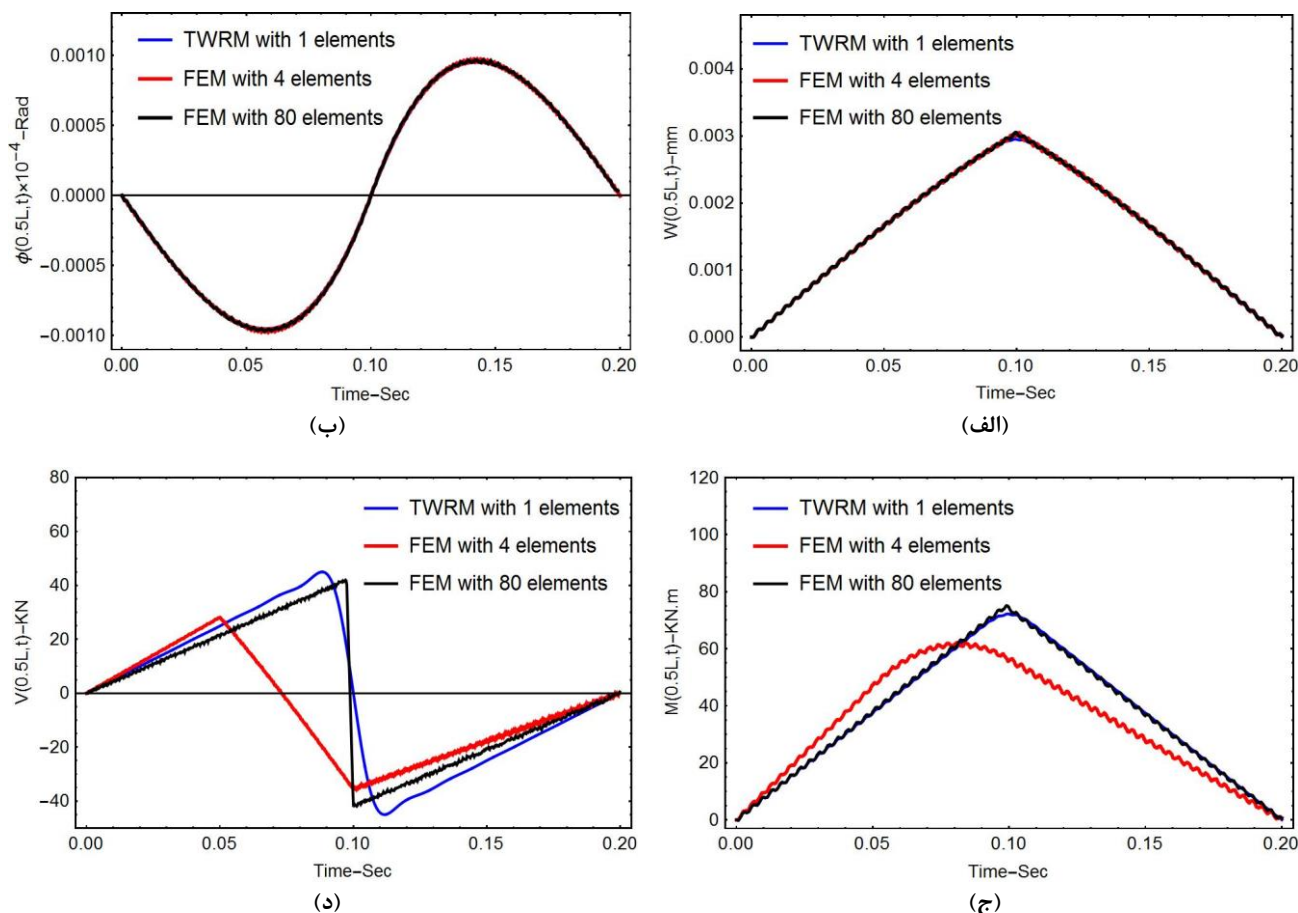 ϕ(0.5L,t)×10⁻⁴−Rad
0.0010
0.0005
0.0000
−0.0005
−0.0010
TWRM with 1 elements
FEM with 4 elements
FEM with 80 elements
0.00 0.05 0.10 0.15 0.20
Time−Sec
(ب)
W(0.5L,t)−mm
0.004
0.003
0.002
0.001
0.000
TWRM with 1 elements
FEM with 4 elements
FEM with 80 elements
0.00 0.05 0.10 0.15 0.20
Time−Sec
(الف)
V(0.5L,t)−KN
80
60
40
20
0
−20
−40
TWRM with 1 elements
FEM with 4 elements
FEM with 80 elements
0.00 0.05 0.10 0.15 0.20
Time−Sec
(د)
M(0.5L,t)−KN.m
120
100
80
60
40
20
0
TWRM with 1 elements
FEM with 4 elements
FEM with 80 elements
0.00 0.05 0.10 0.15 0.20
Time−Sec
(ج)